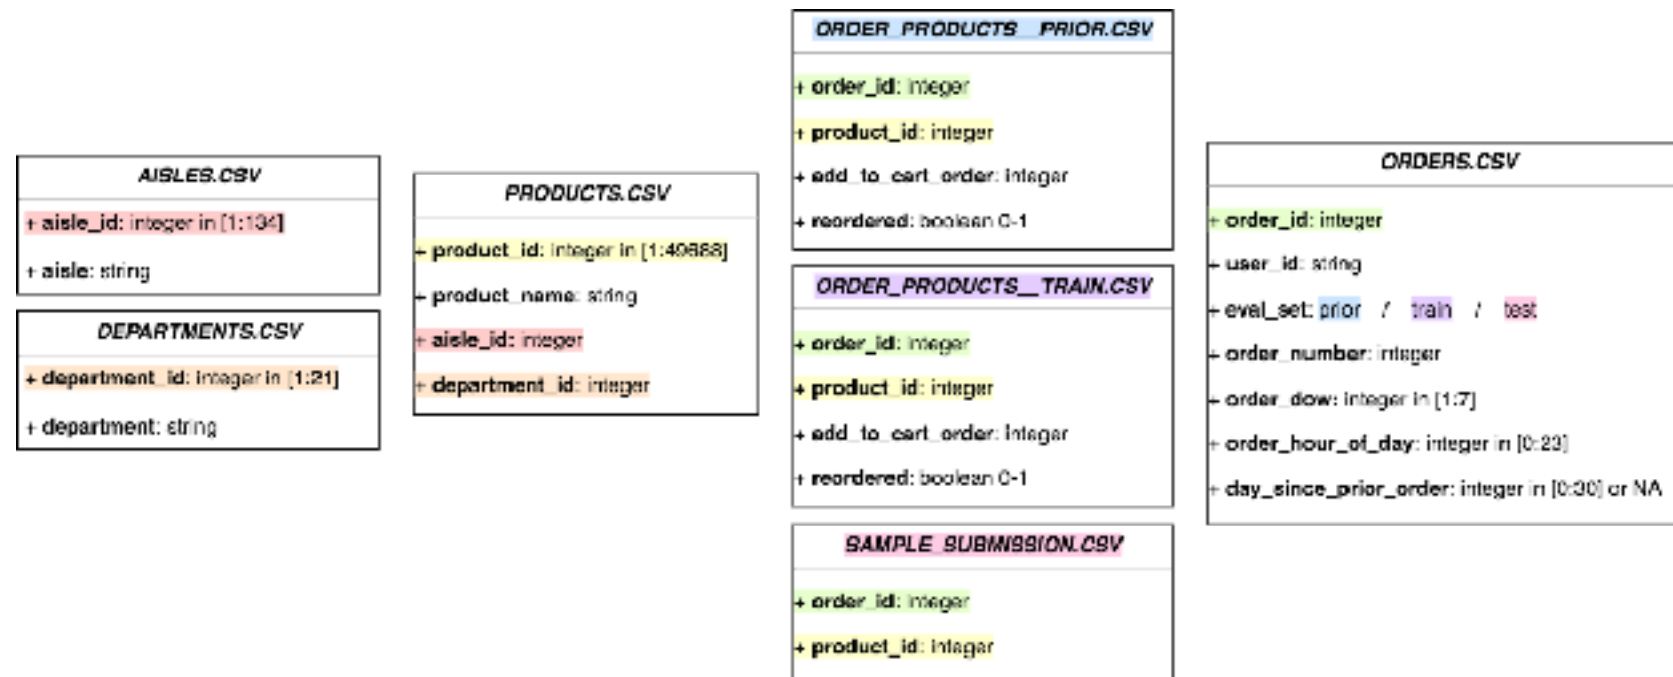 AISLES.CSV
+ aisle_id: integer in [1:134]
+ aisle: string
DEPARTMENTS.CSV
+ department_id: integer in [1:21]
+ department: string
PRODUCTS.CSV
+ product_id: integer in [1:49688]
+ product_name: string
+ aisle_id: integer
+ department_id: integer
ORDER_PRODUCTS__PRIOR.CSV
+ order_id: integer
+ product_id: integer
+ add_to_cart_order: integer
+ reordered: boolean 0-1
ORDER_PRODUCTS__TRAIN.CSV
+ order_id: integer
+ product_id: integer
+ add_to_cart_order: integer
+ reordered: boolean 0-1
SAMPLE_SUBMISSION.CSV
+ order_id: integer
+ product_id: integer
ORDERS.CSV
+ order_id: integer
+ user_id: string
+ eval_set: prior / train / test
+ order_number: integer
+ order_dow: integer in [1:7]
+ order_hour_of_day: integer in [0:23]
+ day_since_prior_order: integer in [0:30] or NA